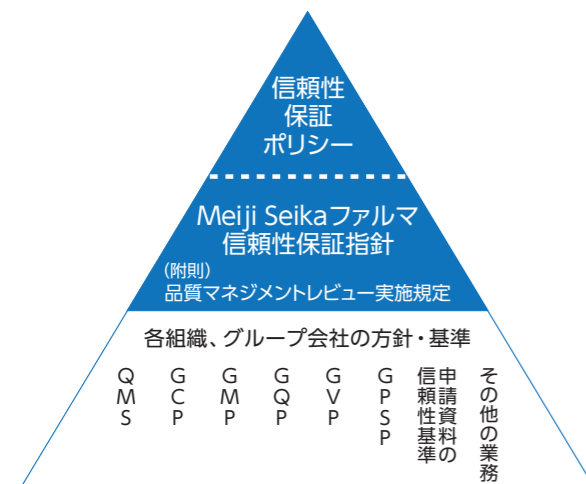 信頼性
保証
ポリシー
Meiji Seikaファルマ
信頼性保証指針
（附則）
品質マネジメントレビュー実施規定
各組織、グループ会社の方針・基準
QMS
GCP
GMP
GQP
GVP
GPSP
申請資料の
信頼性基準
その他の業務